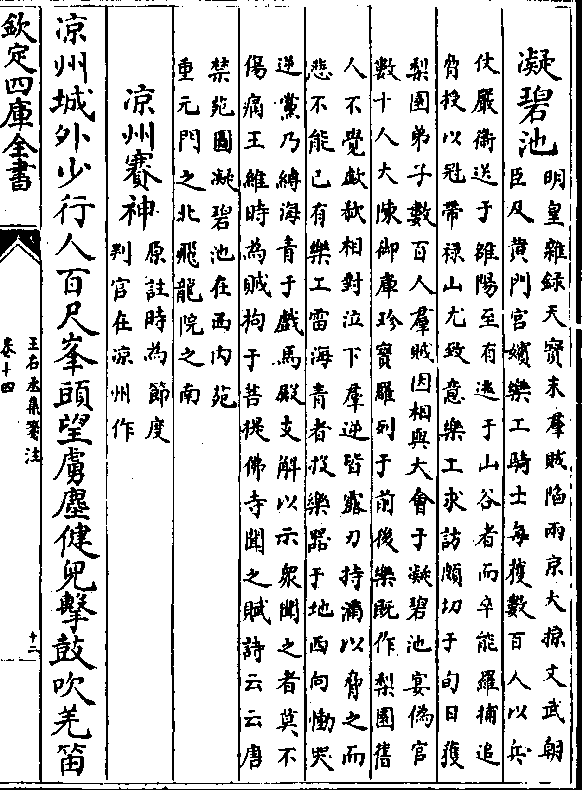 凝碧池
明皇雜録天寶末羣賊陷兩京大掠文武朝
臣及黄門宫嬪樂工騎士每獲數百人以兵
仗嚴衞送于雒陽至有逃于山谷者而卒能羅捕追
脅授以冠帶禄山尤致意樂工求訪頗切于旬日獲
梨園弟子數百人羣賊因相與大會于凝碧池宴偽官
數十人大陳御庫珍寶羅列于前後樂既作梨園舊
人不覺歔欷相對泣下羣逆皆露刃持滿以脅之而
悲不能已有樂工雷海青者投樂器于地西向慟哭
逆黨乃縛海青于戲馬殿支解以示衆聞之者莫不
傷痛王維時為賊拘于菩提佛寺聞之賦詩云云唐
禁苑圖凝碧池在西内苑
重元門之北飛龍院之南
凉州賽神
原註時為節度
判官在凉州作
凉州城外少行人百尺峯頭望虜塵健兒擊鼓吹羌笛
欽定四庫全書
王右丞集箋注
卷十四
十二